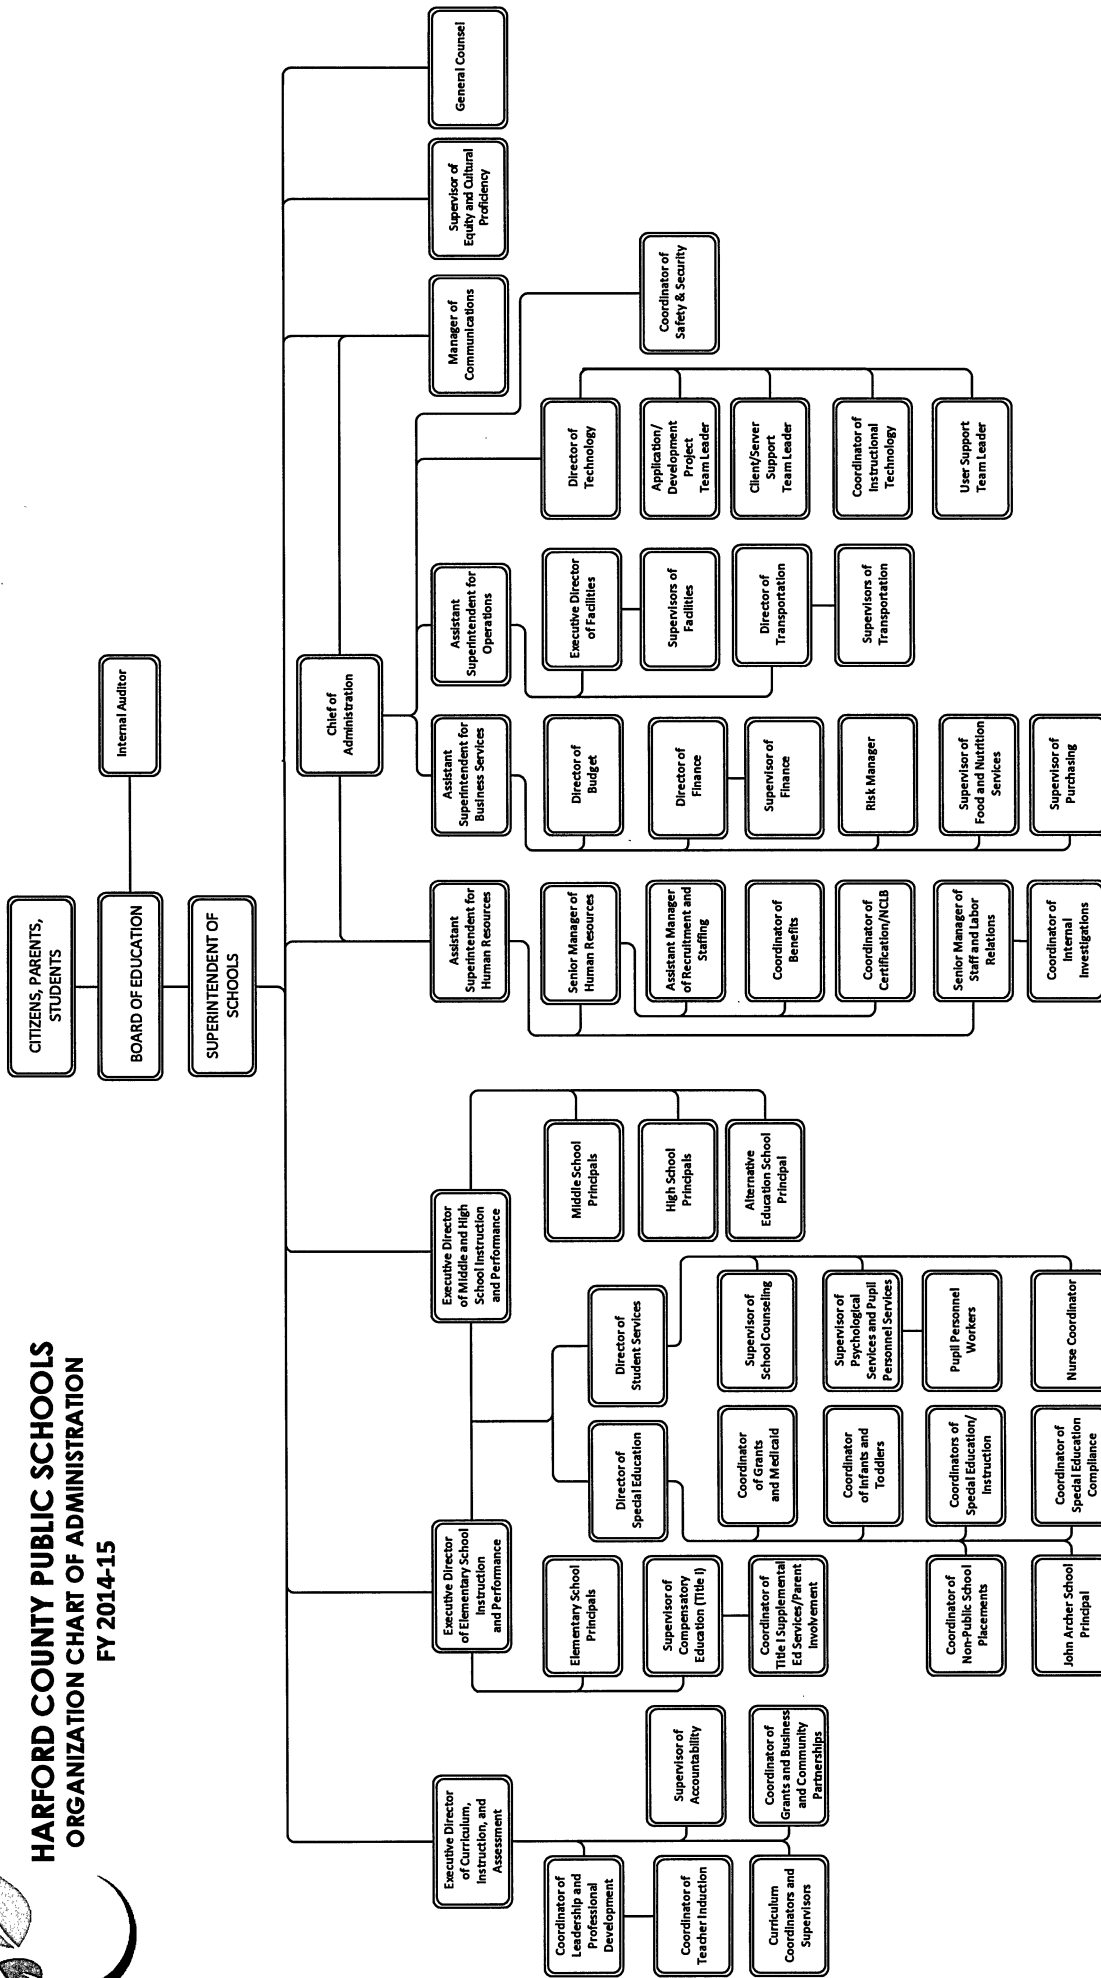 HARFORD COUNTY PUBLIC SCHOOLS
ORGANIZATION CHART OF ADMINISTRATION
FY 2014-15
CITIZENS, PARENTS,
STUDENTS
BOARD OF EDUCATION
Internal Auditor
SUPERINTENDENT OF
SCHOOLS
Chief of
Administration
Executive Director
of Curriculum,
Instruction, and
Assessment
Executive Director
of Elementary School
Instruction
and Performance
Executive Director
of Middle and High
School Instruction
and Performance
Assistant
Superintendent for
Human Resources
Assistant
Superintendent for
Business Services
Assistant
Superintendent for
Operations
Manager of
Communications
Supervisor of
Equity and Cultural
Proficiency
General Counsel
Coordinator of
Leadership and
Professional
Development
Coordinator of
Teacher Induction
Curriculum
Coordinators and
Supervisors
Supervisor of
Accountability
Coordinator of
Grants and Business
and Community
Partnerships
Elementary School
Principals
Supervisor of
Compensatory
Education (Title I)
Coordinator of
Title I Supplemental
Ed Services/Parent
Involvement
Director of
Special Education
Coordinator
of Grants
and Medicaid
Coordinator
of Infants and
Toddlers
Coordinators of
Special Education/
Instruction
Coordinator of
Special Education
Compliance
Coordinator of
Non-Public School
Placements
John Archer School
Principal
Director of
Student Services
Supervisor of
School Counseling
Supervisor of
Psychological
Services and Pupil
Personnel Services
Pupil Personnel
Workers
Nurse Coordinator
Middle School
Principals
High School
Principals
Alternative
Education School
Principal
Senior Manager of
Human Resources
Assistant Manager
of Recruitment and
Staffing
Coordinator of
Benefits
Coordinator of
Certification/NCLB
Senior Manager of
Staff and Labor
Relations
Coordinator of
Internal
Investigations
Director of
Budget
Director of
Finance
Supervisor of
Finance
Risk Manager
Supervisor of
Food and Nutrition
Services
Supervisor of
Purchasing
Executive Director
of Facilities
Supervisors of
Facilities
Director of
Transportation
Supervisors of
Transportation
Director of
Technology
Application/
Development
Project
Team Leader
Client/Server
Support
Team Leader
Coordinator of
Instructional
Technology
User Support
Team Leader
Coordinator of
Safety & Security